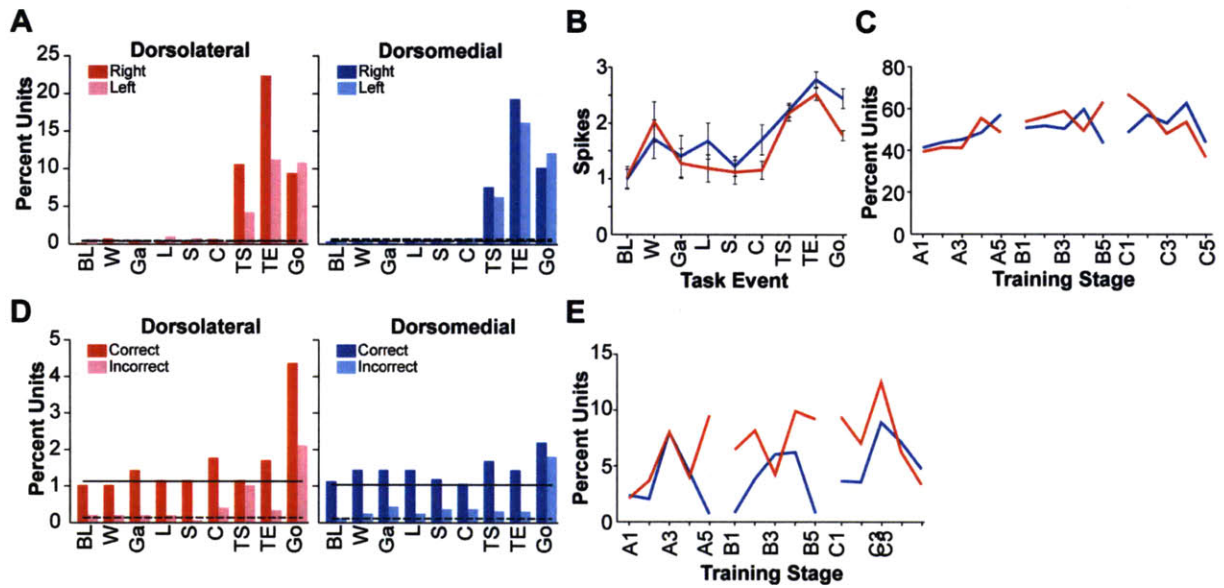 A
Dorsolateral
Dorsomedial
Percent Units
25
20
15
10
5
0
Right
Left
Right
Left
BL W Ga L S C TS TE Go
BL W Ga L S C TS TE Go
B
Spikes
3
2
1
0
BL W Ga L S C TS TE Go
Task Event
C
Percent Units
80
60
40
20
0
A1 A3 A5 B1 B3 B5 C1 C3 C5
Training Stage
D
Dorsolateral
Dorsomedial
Percent Units
5
4
3
2
1
0
Correct
Incorrect
Correct
Incorrect
BL W Ga L S C TS TE Go
BL W Ga L S C TS TE Go
E
Percent Units
15
10
5
0
A1 A3 A5 B1 B3 B5 C1 C3 C5
Training Stage